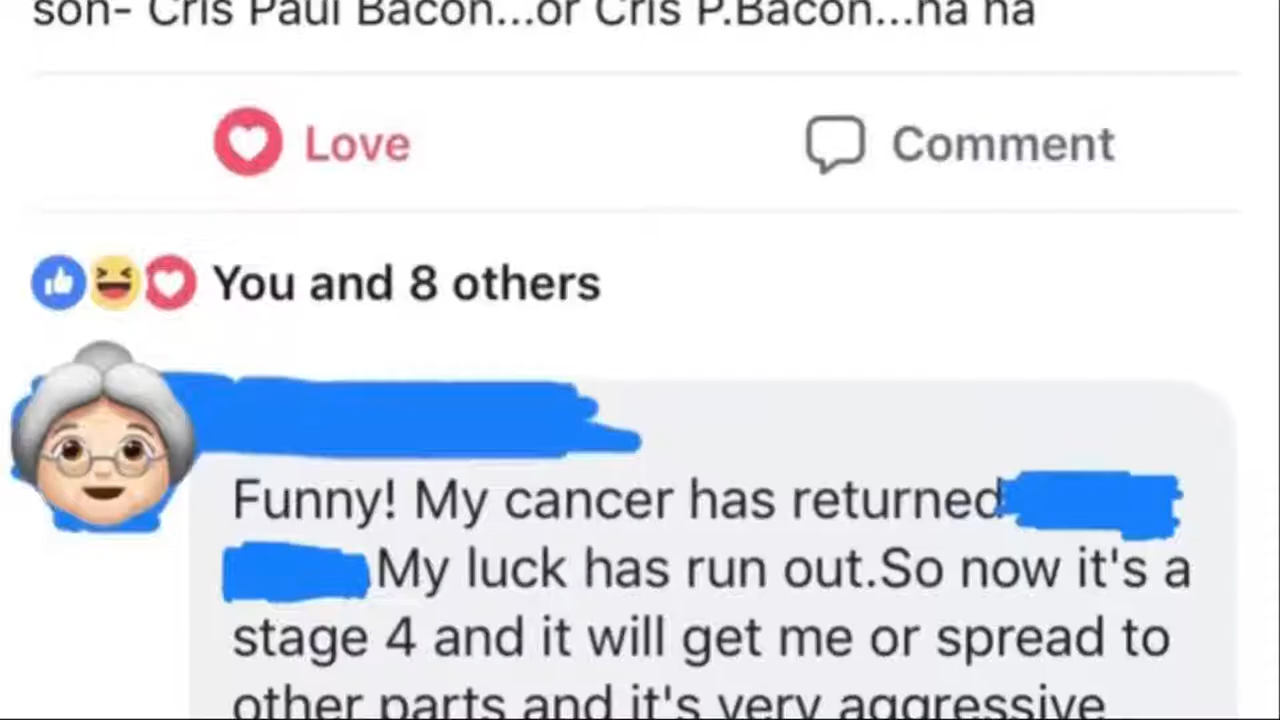 son- Cris Paul Bacon...or Cris P.Bacon...ha ha
Love
Comment
You and 8 others
Funny! My cancer has returned
My luck has run out.So now it's a
stage 4 and it will get me or spread to
other parts and it's very aggressive